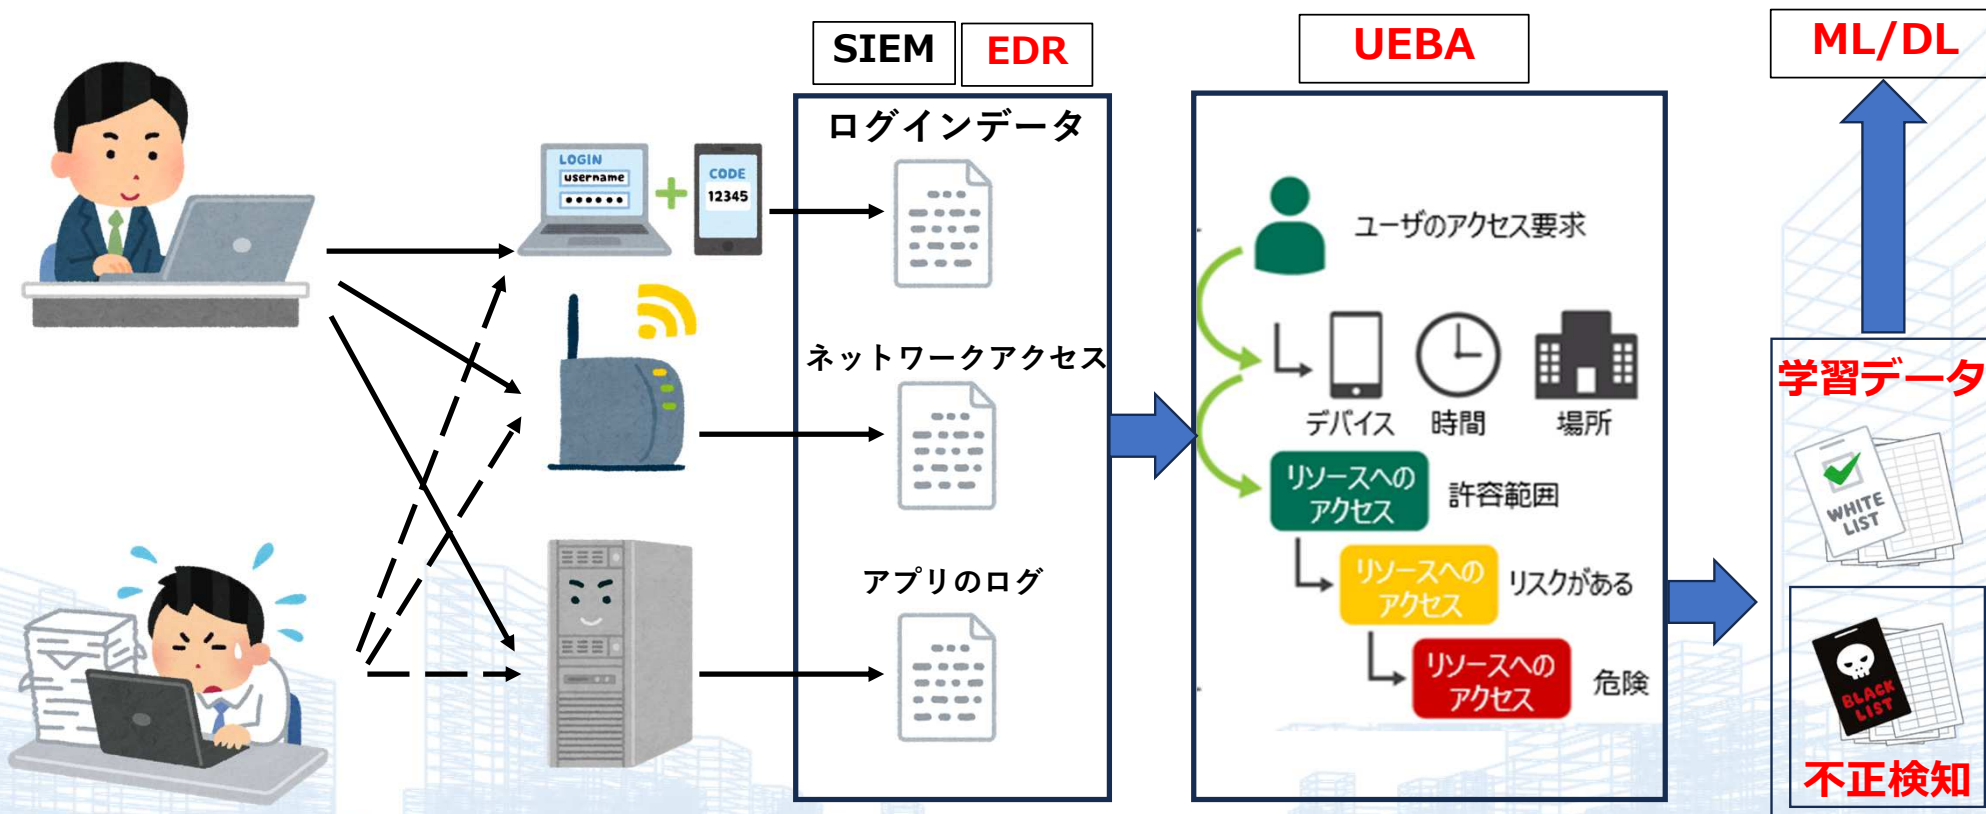 SIEM
EDR
UEBA
ML/DL
ログインデータ
LOGIN
username
CODE
12345
ネットワークアクセス
アプリのログ
ユーザのアクセス要求
デバイス
時間
場所
リソースへの
アクセス
許容範囲
リソースへの
アクセス
リスクがある
リソースへの
アクセス
危険
学習データ
WHITE
LIST
BLACK
LIST
不正検知